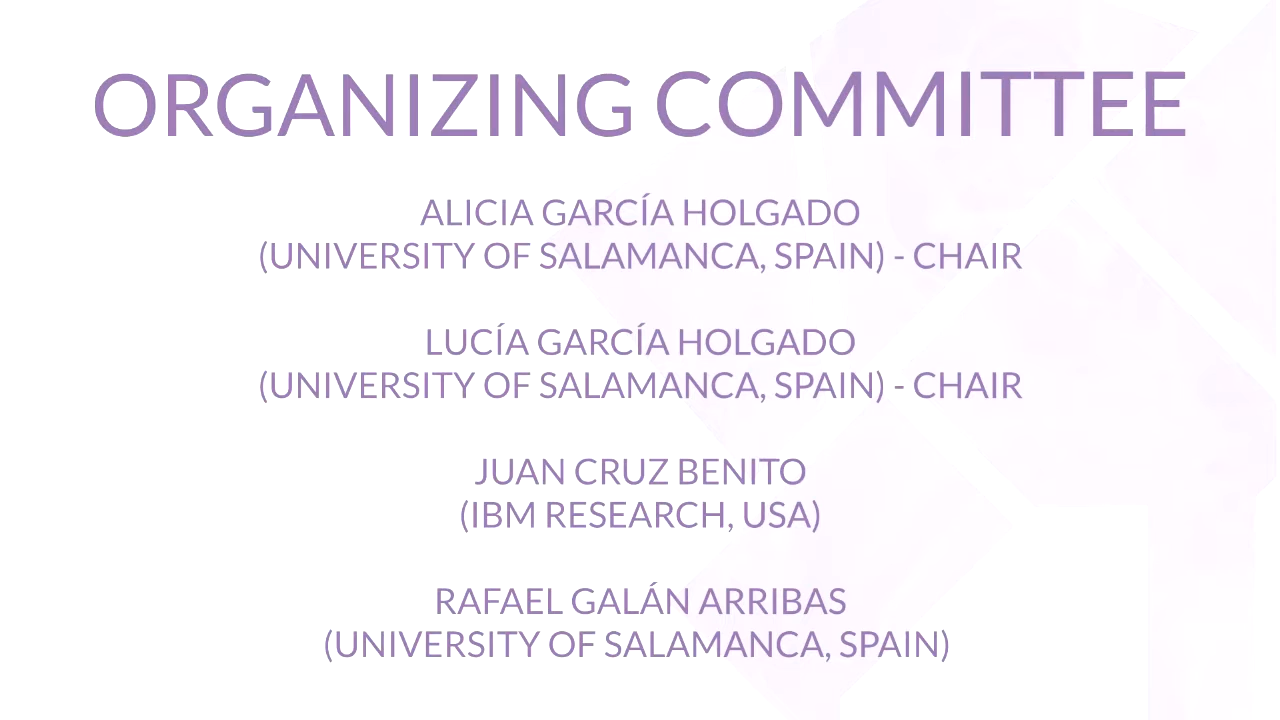 ORGANIZING COMMITTEE
ALICIA GARCÍA HOLGADO
(UNIVERSITY OF SALAMANCA, SPAIN) - CHAIR
LUCÍA GARCÍA HOLGADO
(UNIVERSITY OF SALAMANCA, SPAIN) - CHAIR
JUAN CRUZ BENITO
(IBM RESEARCH, USA)
RAFAEL GALÁN ARRIBAS
(UNIVERSITY OF SALAMANCA, SPAIN)